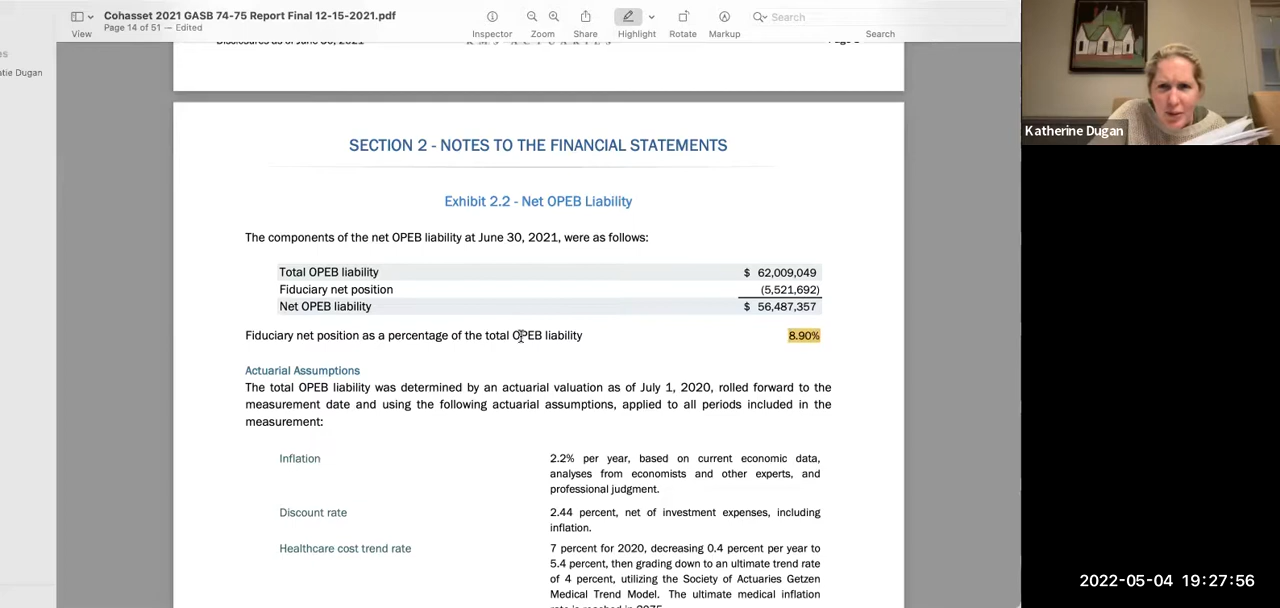 Cohasset 2021 GASB 74-75 Report Final 12-15-2021.pdf
Page 14 of 51 — Edited
View
Inspector
Zoom
Share
Highlight
Rotate
Markup
Search
Search
atie Dugan
Disclosures as of June 30, 2021
SECTION 2 - NOTES TO THE FINANCIAL STATEMENTS
Exhibit 2.2 - Net OPEB Liability
The components of the net OPEB liability at June 30, 2021, were as follows:
Total OPEB liability $ 62,009,049
Fiduciary net position (5,521,692)
Net OPEB liability $ 56,487,357
Fiduciary net position as a percentage of the total OPEB liability 8.90%
Actuarial Assumptions
The total OPEB liability was determined by an actuarial valuation as of July 1, 2020, rolled forward to the
measurement date and using the following actuarial assumptions, applied to all periods included in the
measurement:
Inflation 2.2% per year, based on current economic data,
analyses from economists and other experts, and
professional judgment.
Discount rate 2.44 percent, net of investment expenses, including
inflation.
Healthcare cost trend rate 7 percent for 2020, decreasing 0.4 percent per year to
5.4 percent, then grading down to an ultimate trend rate
of 4 percent, utilizing the Society of Actuaries Getzen
Medical Trend Model. The ultimate medical inflation
Katherine Dugan
2022-05-04 19:27:56